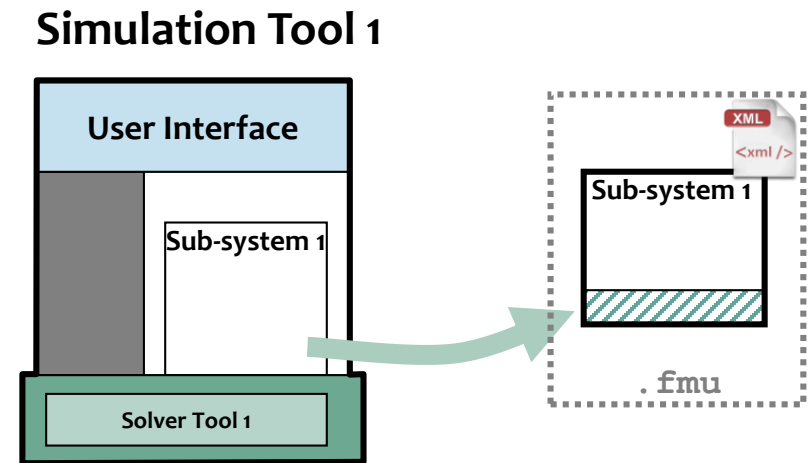 Simulation Tool 1
User Interface
Sub-system 1
Solver Tool 1
XML
<xml />
Sub-system 1
.fmu